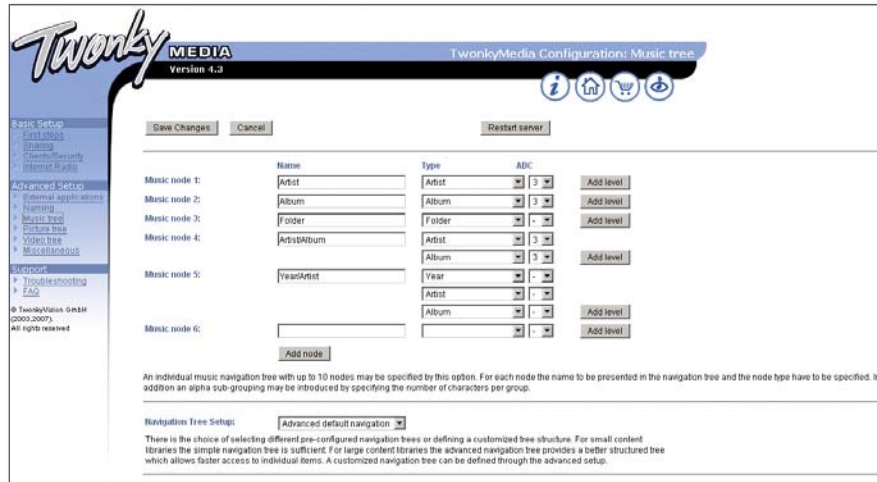 Twonky MEDIA
Version 4.3
TwonkyMedia Configuration: Music tree
Basic Setup
First steps
Sharing
Clients/Security
Internet Radio
Advanced Setup
External applications
Naming
Music tree
Picture tree
Video tree
Miscellaneous
Support
Troubleshooting
FAQ
© TwonkyVision GmbH
(2003,2007).
All rights reserved
Save Changes Cancel Restart server
Name Type ABC
Music node 1: Artist Artist 3 Add level
Music node 2: Album Album 3 Add level
Music node 3: Folder Folder - Add level
Music node 4: Artist/Album Artist 3
Album 3 Add level
Music node 5: Year/Artist Year -
Artist -
Album - Add level
Music node 6: - Add level
Add node
An individual music navigation tree with up to 10 nodes may be specified by this option. For each node the name to be presented in the navigation tree and the node type have to be specified. In
addition an alpha sub-grouping may be introduced by specifying the number of characters per group.
Navigation Tree Setup: Advanced default navigation
There is the choice of selecting different pre-configured navigation trees or defining a customized tree structure. For small content
libraries the simple navigation tree is sufficient. For large content libraries the advanced navigation tree provides a better structured tree
which allows faster access to individual items. A customized navigation tree can be defined through the advanced setup.